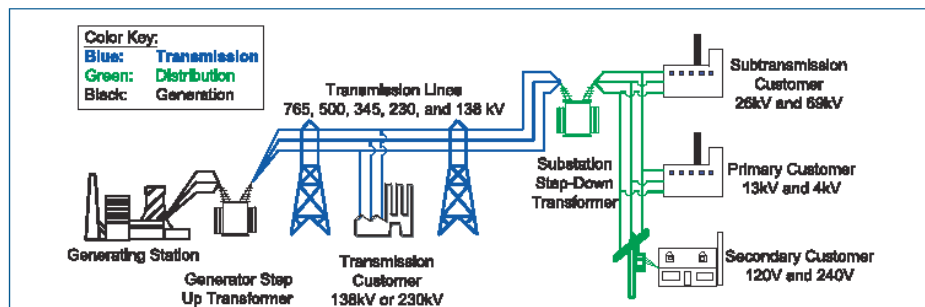 Color Key:
Blue: Transmission
Green: Distribution
Black: Generation
Transmission Lines
765, 500, 345, 230, and 138 kV
Subtransmission
Customer
26kV and 69kV
Substation
Step-Down
Transformer
Primary Customer
13kV and 4kV
Generating Station
Generator Step
Up Transformer
Transmission
Customer
138kV or 230kV
Secondary Customer
120V and 240V